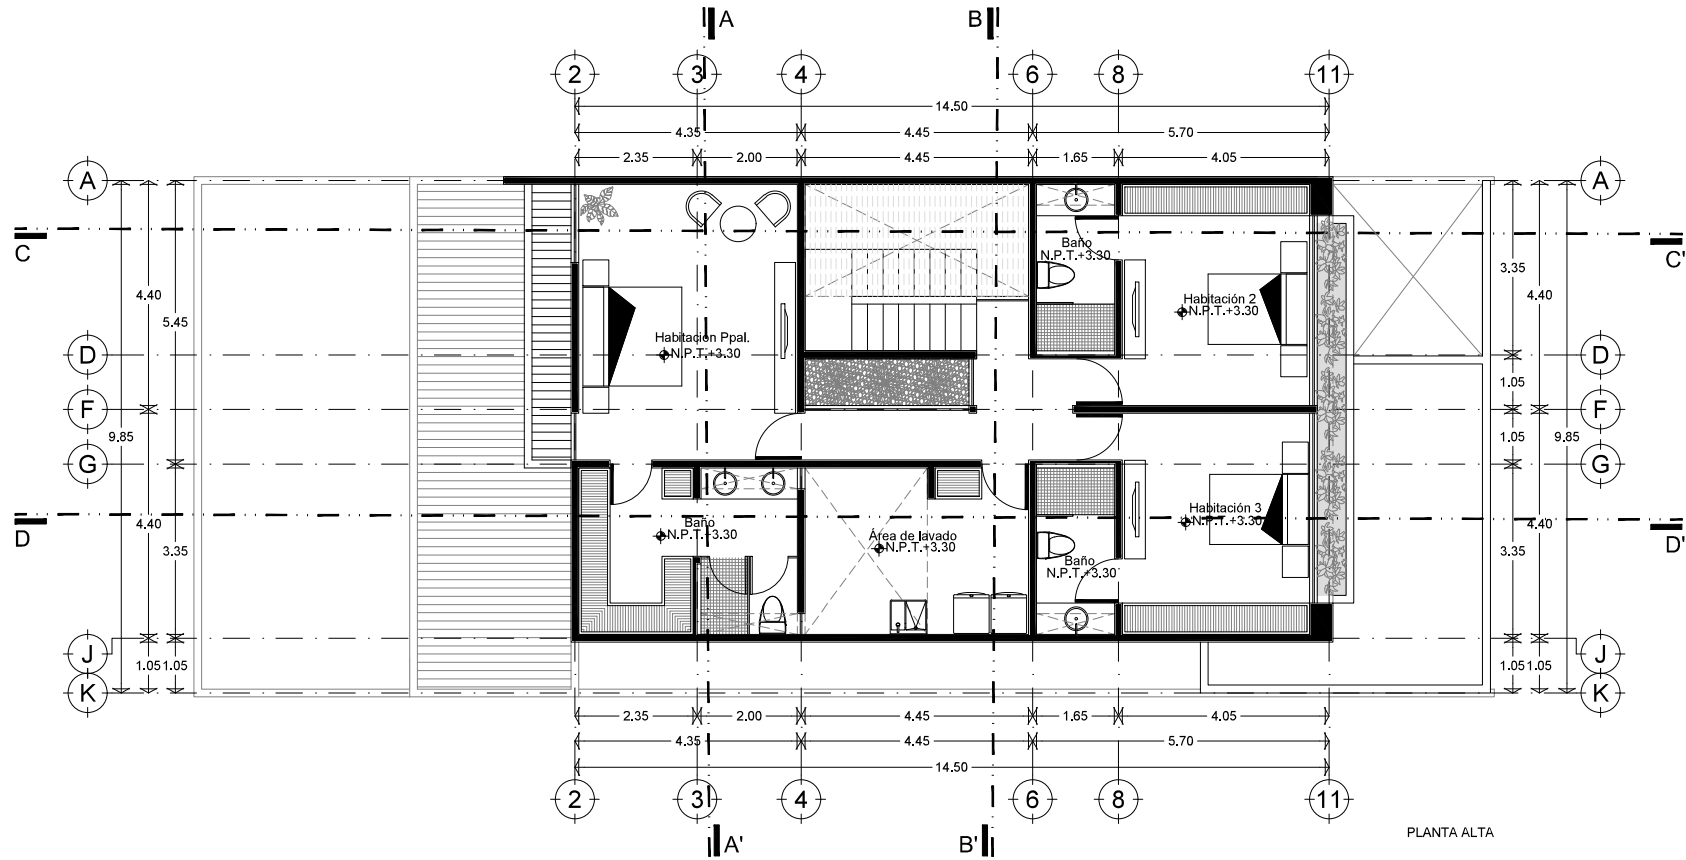 A B
2 3 4 6 8 11
14.50
4.35 4.45 5.70
2.35 2.00 4.45 1.65 4.05
A A
C C'
Baño
N.P.T.+3.30
4.40 3.35 4.40
5.45
Habitación 2
N.P.T.+3.30
Habitación Ppal.
N.P.T.+3.30
D D
1.05
F F
9.85 1.05 9.85
G G
Habitación 3
N.P.T.+3.30
D Baño
N.P.T.+3.30
Área de lavado
N.P.T.+3.30
4.40 4.40
D'
3.35 3.35
Baño
N.P.T.+3.30
J J
1.05 1.05 1.05 1.05
K K
2.35 2.00 4.45 1.65 4.05
4.35 4.45 5.70
14.50
2 3 4 6 8 11
A' B'
PLANTA ALTA